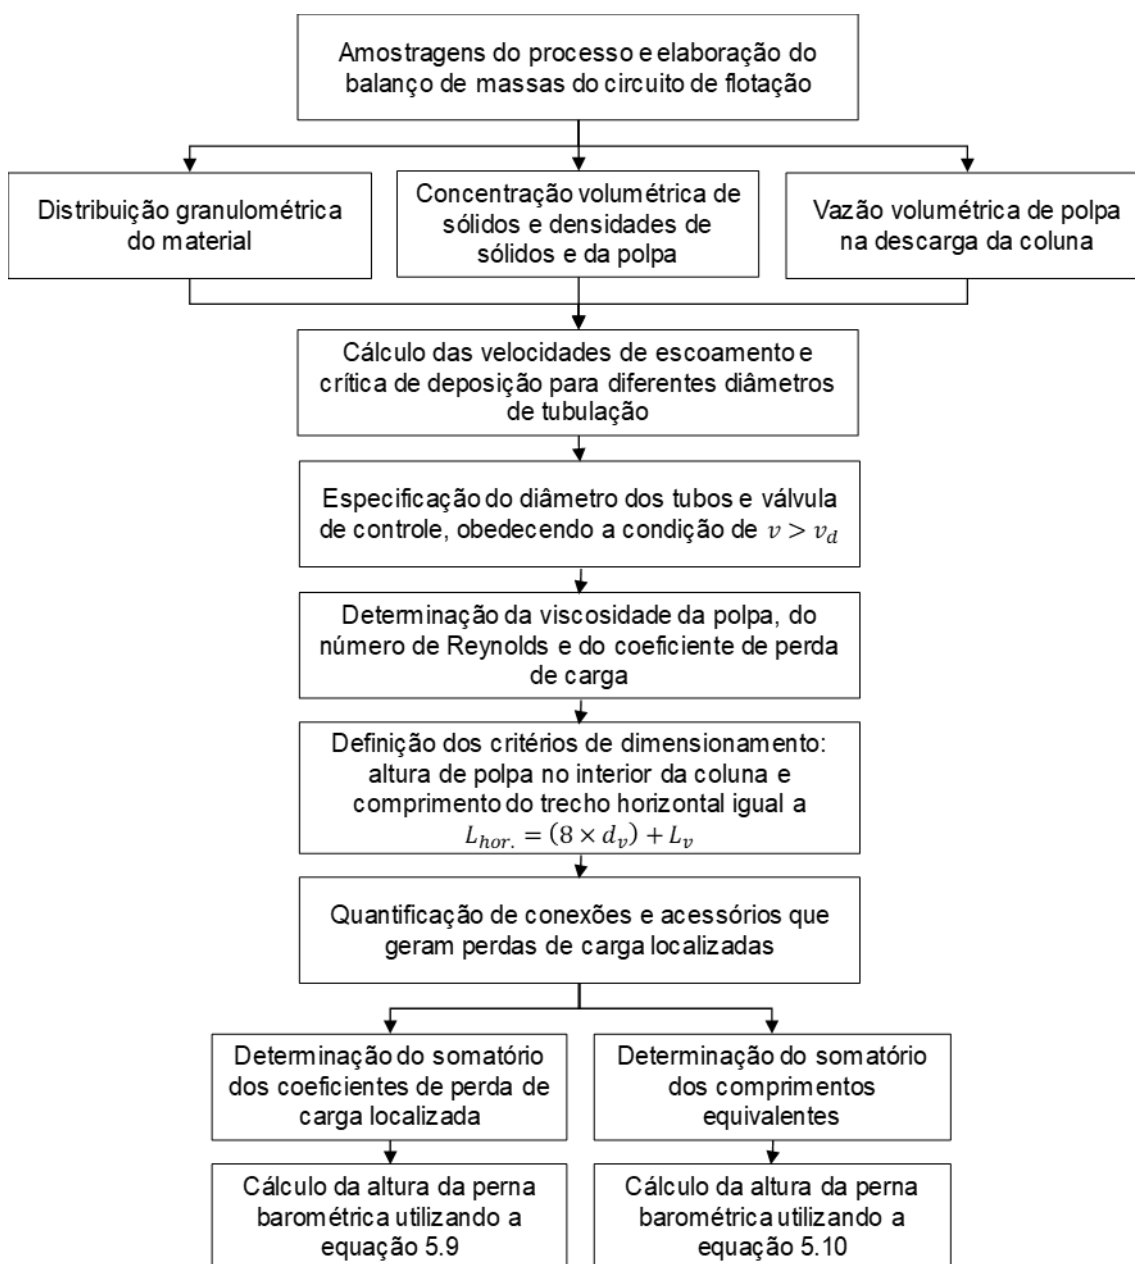 Amostragens do processo e elaboração do
balanço de massas do circuito de flotação
Distribuição granulométrica
do material
Concentração volumétrica de
sólidos e densidades de
sólidos e da polpa
Vazão volumétrica de polpa
na descarga da coluna
Cálculo das velocidades de escoamento e
crítica de deposição para diferentes diâmetros
de tubulação
Especificação do diâmetro dos tubos e válvula
de controle, obedecendo a condição de v > v_d
Determinação da viscosidade da polpa, do
número de Reynolds e do coeficiente de perda
de carga
Definição dos critérios de dimensionamento:
altura de polpa no interior da coluna e
comprimento do trecho horizontal igual a
L_hor. = (8 × d_v) + L_v
Quantificação de conexões e acessórios que
geram perdas de carga localizadas
Determinação do somatório
dos coeficientes de perda de
carga localizada
Determinação do somatório
dos comprimentos
equivalentes
Cálculo da altura da perna
barométrica utilizando a
equação 5.9
Cálculo da altura da perna
barométrica utilizando a
equação 5.10